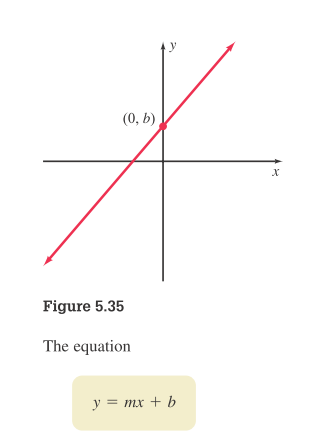 y
(0, b)
x
Figure 5.35
The equation
y = mx + b